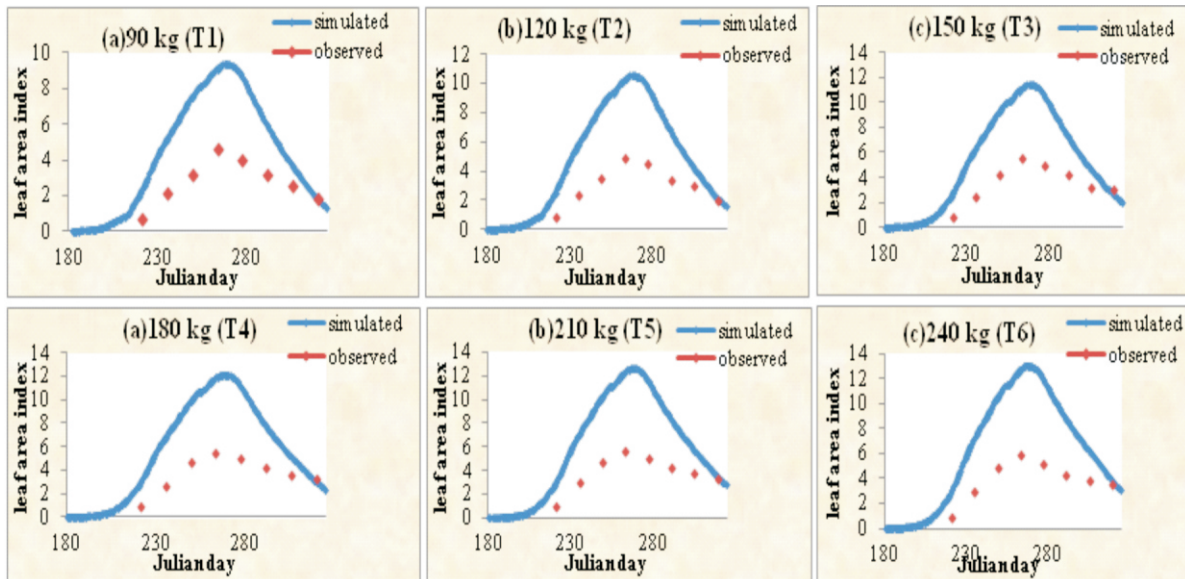 (a)90 kg (T1)
simulated
observed
leaf area index
10
8
6
4
2
0
180
230
280
Julianday
(b)120 kg (T2)
simulated
observed
leaf area index
12
10
8
6
4
2
0
180
230
280
Julianday
(c)150 kg (T3)
simulated
observed
leaf area index
14
12
10
8
6
4
2
0
180
230
280
Julianday
(a)180 kg (T4)
simulated
observed
leaf area index
14
12
10
8
6
4
2
0
180
230
280
Julianday
(b)210 kg (T5)
simulated
observed
leaf area index
14
12
10
8
6
4
2
0
180
230
280
Julianday
(c)240 kg (T6)
simulated
observed
leaf area index
14
12
10
8
6
4
2
0
180
230
280
Julianday